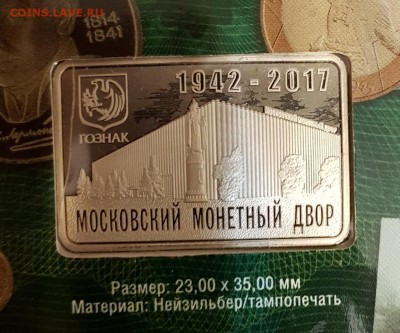 COINS.LAVE.RU
1814
1841
1942 - 2017
ГОЗНАК
МОСКОВСКИЙ МОНЕТНЫЙ ДВОР
Размер: 23,00 x 35,00 мм
Материал: Нейзильбер/тампопечать